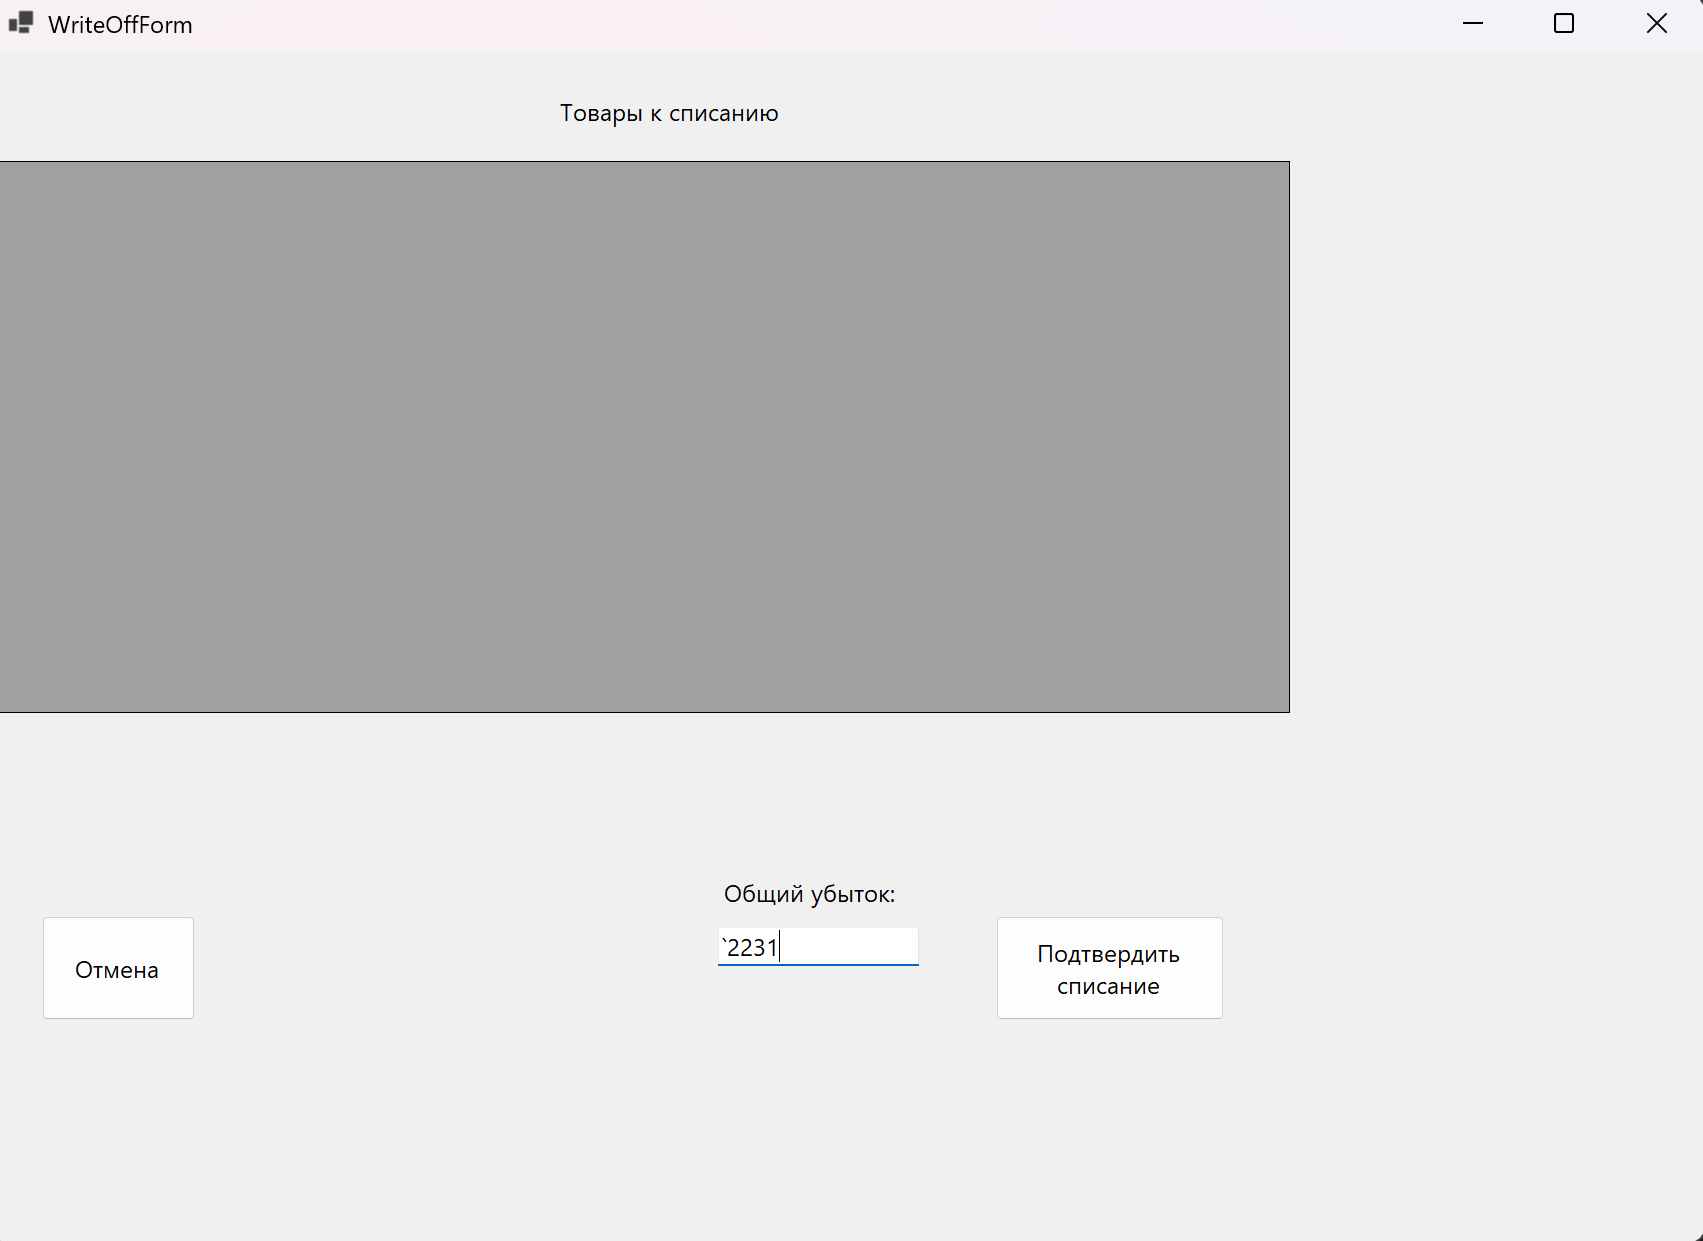 WriteOffForm
Товары к списанию
Общий убыток:
`2231
Отмена
Подтвердить
списание